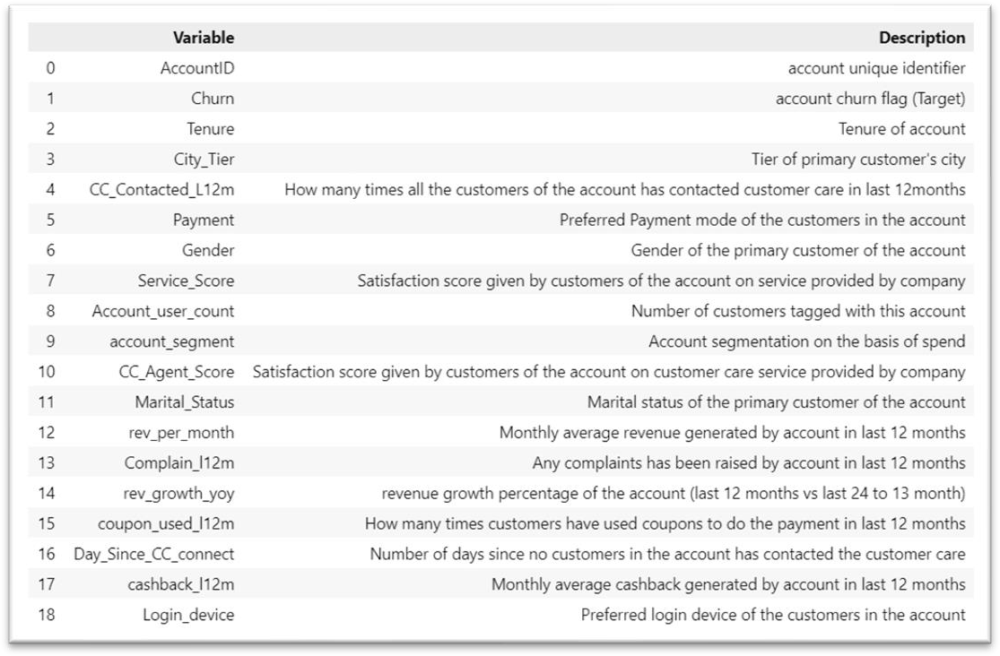 Variable Description
0 AccountID account unique identifier
1 Churn account churn flag (Target)
2 Tenure Tenure of account
3 City_Tier Tier of primary customer's city
4 CC_Contacted_L12m How many times all the customers of the account has contacted customer care in last 12months
5 Payment Preferred Payment mode of the customers in the account
6 Gender Gender of the primary customer of the account
7 Service_Score Satisfaction score given by customers of the account on service provided by company
8 Account_user_count Number of customers tagged with this account
9 account_segment Account segmentation on the basis of spend
10 CC_Agent_Score Satisfaction score given by customers of the account on customer care service provided by company
11 Marital_Status Marital status of the primary customer of the account
12 rev_per_month Monthly average revenue generated by account in last 12 months
13 Complain_l12m Any complaints has been raised by account in last 12 months
14 rev_growth_yoy revenue growth percentage of the account (last 12 months vs last 24 to 13 month)
15 coupon_used_l12m How many times customers have used coupons to do the payment in last 12 months
16 Day_Since_CC_connect Number of days since no customers in the account has contacted the customer care
17 cashback_l12m Monthly average cashback generated by account in last 12 months
18 Login_device Preferred login device of the customers in the account